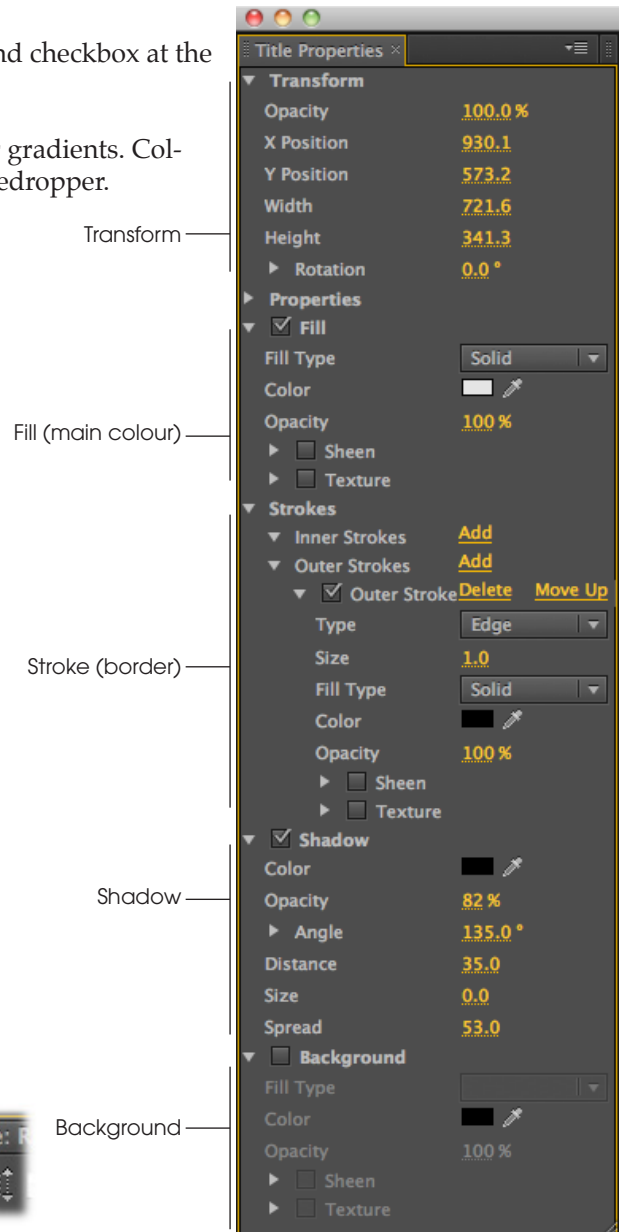 nd checkbox at the
gradients. Col-
edropper.
Title Properties ×
Transform
Transform
Opacity 100.0 %
X Position 930.1
Y Position 573.2
Width 721.6
Height 341.3
Rotation 0.0 °
Properties
Fill (main colour)
Fill
Fill Type Solid
Color
Opacity 100 %
Sheen
Texture
Stroke (border)
Strokes
Inner Strokes Add
Outer Strokes Add
Outer Stroke Delete Move Up
Type Edge
Size 1.0
Fill Type Solid
Color
Opacity 100 %
Sheen
Texture
Shadow
Shadow
Color
Opacity 82 %
Angle 135.0 °
Distance 35.0
Size 0.0
Spread 53.0
Background
Background
Fill Type
Color
Opacity 100 %
Sheen
Texture